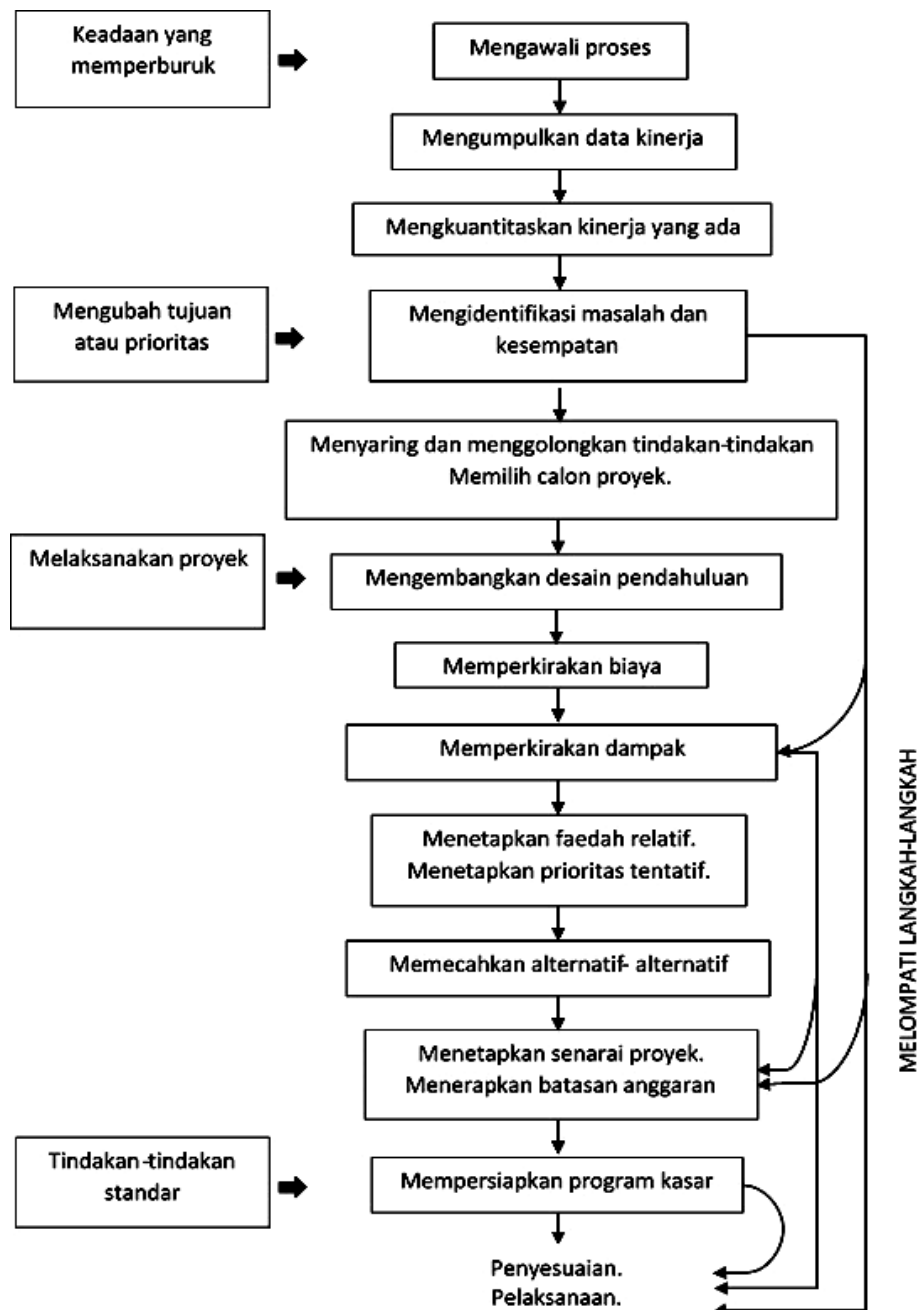 Keadaan yang
memperburuk
Mengawali proses
Mengumpulkan data kinerja
Mengkuantitaskan kinerja yang ada
Mengubah tujuan
atau prioritas
Mengidentifikasi masalah dan
kesempatan
Menyaring dan menggolongkan tindakan-tindakan
Memilih calon proyek.
Melaksanakan proyek
Mengembangkan desain pendahuluan
Memperkirakan biaya
Memperkirakan dampak
Menetapkan faedah relatif.
Menetapkan prioritas tentatif.
Memecahkan alternatif- alternatif
Menetapkan senarai proyek.
Menerapkan batasan anggaran
Tindakan-tindakan
standar
Mempersiapkan program kasar
Penyesuaian.
Pelaksanaan.
MELOMPATI LANGKAH-LANGKAH